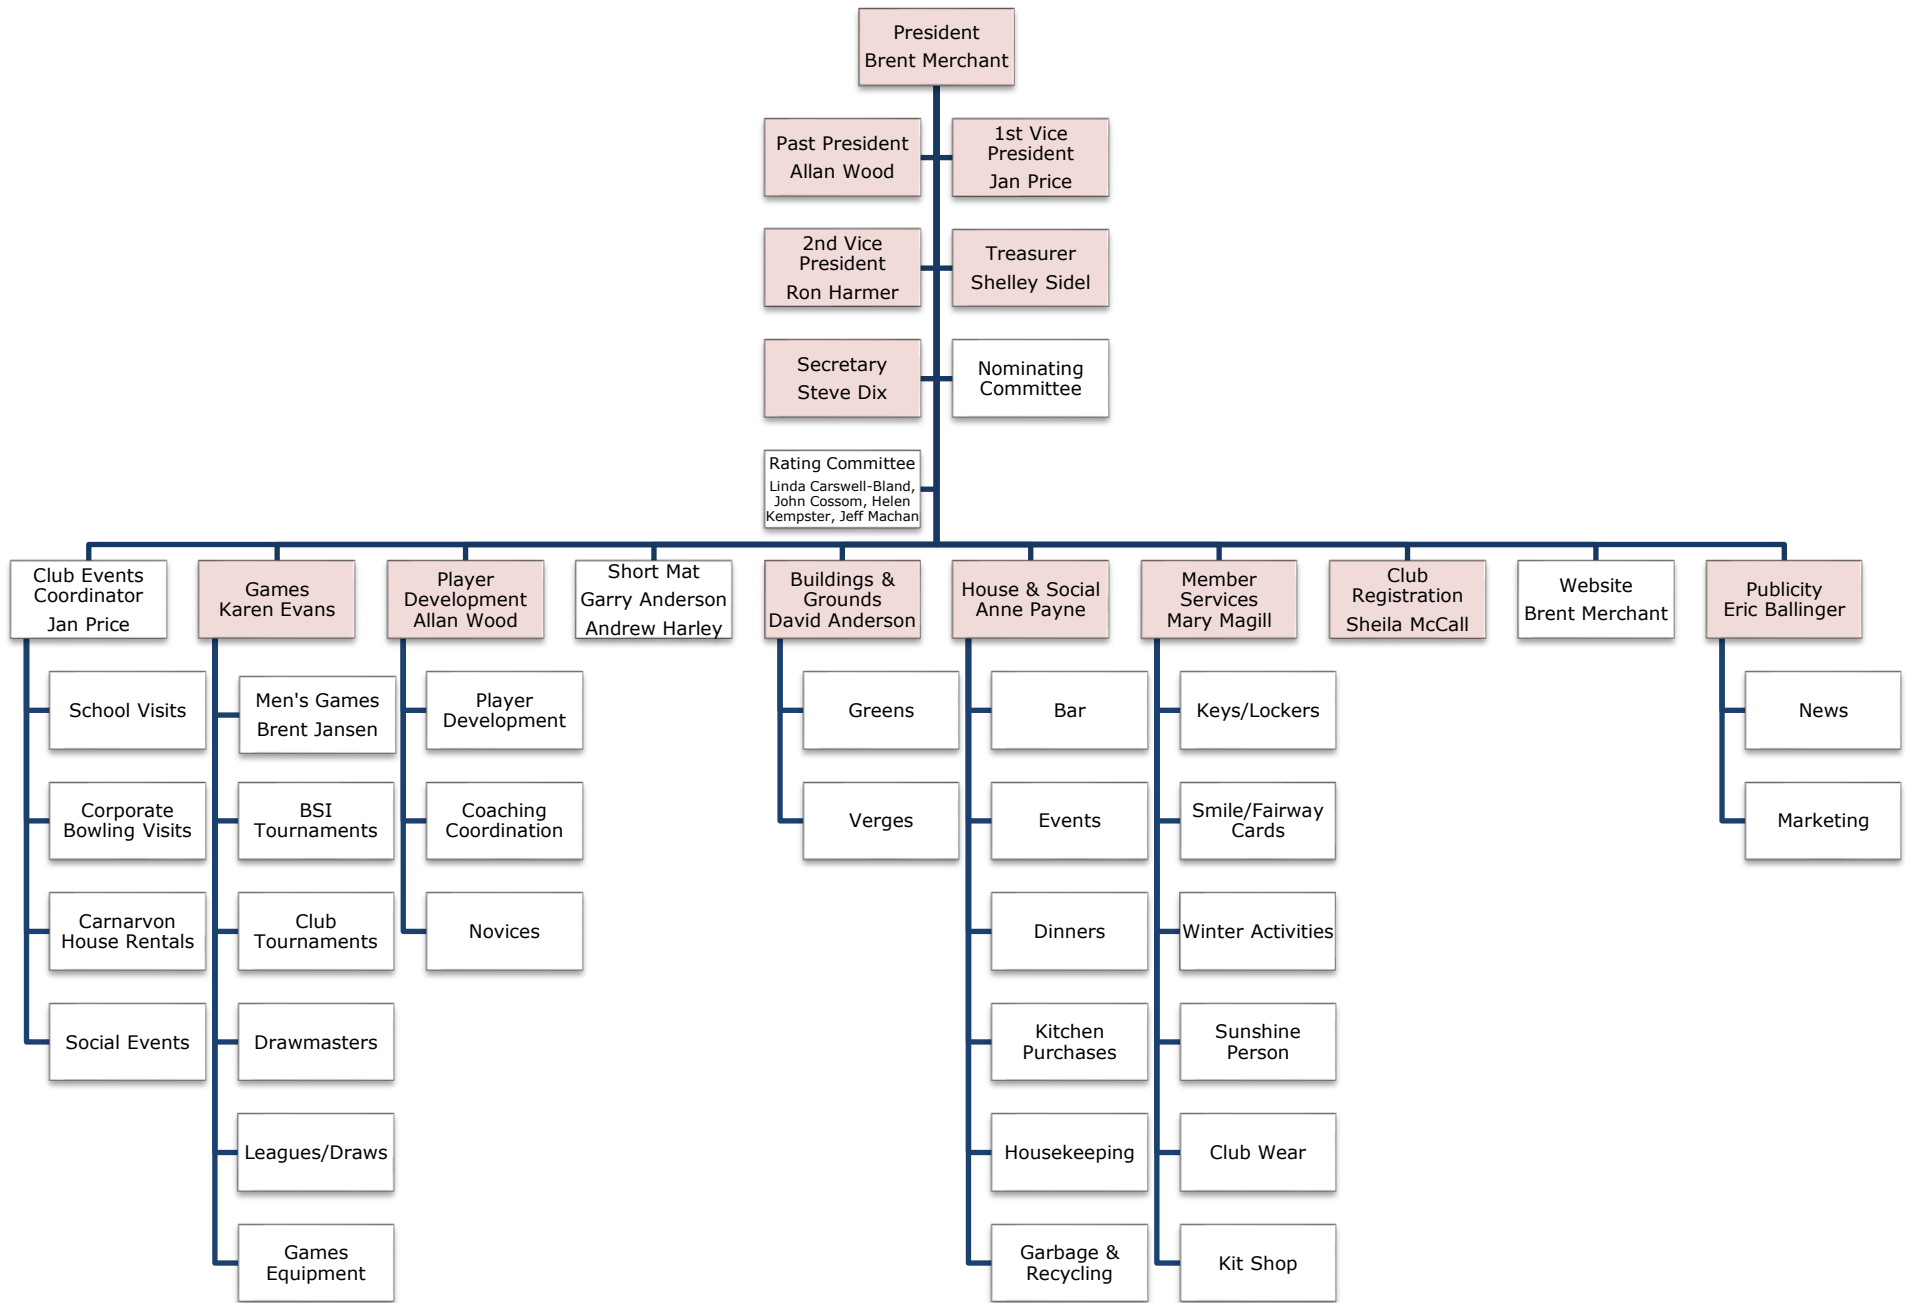 President
Brent Merchant
Past President
Allan Wood
1st Vice
President
Jan Price
2nd Vice
President
Ron Harmer
Treasurer
Shelley Sidel
Secretary
Steve Dix
Nominating
Committee
Rating Committee
Linda Carswell-Bland,
John Cossom, Helen
Kempster, Jeff Machan
Club Events
Coordinator
Jan Price
School Visits
Corporate
Bowling Visits
Carnarvon
House Rentals
Social Events
Games
Karen Evans
Men's Games
Brent Jansen
BSI
Tournaments
Club
Tournaments
Drawmasters
Leagues/Draws
Games
Equipment
Player
Development
Allan Wood
Player
Development
Coaching
Coordination
Novices
Short Mat
Garry Anderson
Andrew Harley
Buildings &
Grounds
David Anderson
Greens
Verges
House & Social
Anne Payne
Bar
Events
Dinners
Kitchen
Purchases
Housekeeping
Garbage &
Recycling
Member
Services
Mary Magill
Keys/Lockers
Smile/Fairway
Cards
Winter Activities
Sunshine
Person
Club Wear
Kit Shop
Club
Registration
Sheila McCall
Website
Brent Merchant
Publicity
Eric Ballinger
News
Marketing